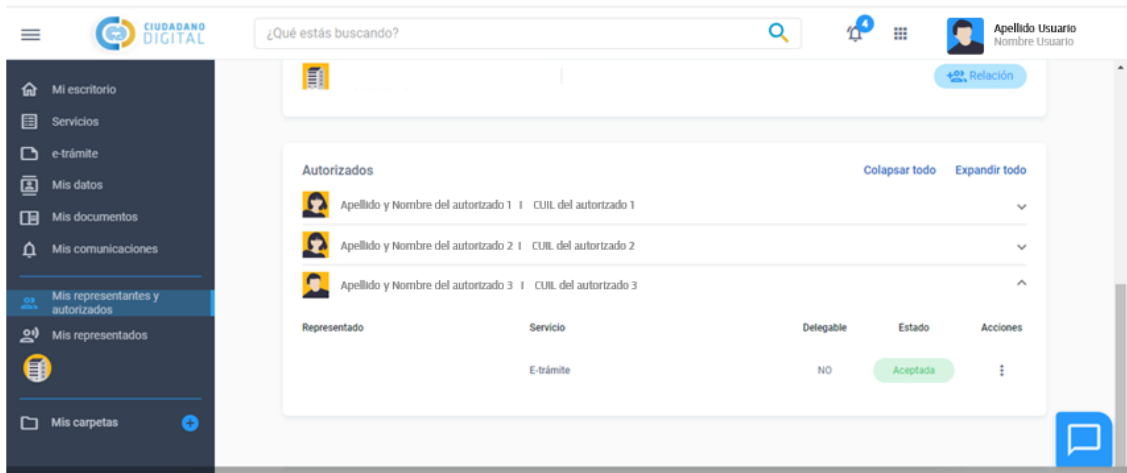 CIUDADANO
DIGITAL
¿Qué estás buscando?
4
Apellido Usuario
Nombre Usuario
Mi escritorio
Servicios
e-trámite
Mis datos
Mis documentos
Mis comunicaciones
Mis representantes y
autorizados
Mis representados
Mis carpetas
Relación
Autorizados
Colapsar todo Expandir todo
Apellido y Nombre del autorizado 1 I CUIL del autorizado 1
Apellido y Nombre del autorizado 2 I CUIL del autorizado 2
Apellido y Nombre del autorizado 3 I CUIL del autorizado 3
Representado Servicio Delegable Estado Acciones
E-trámite NO Aceptada